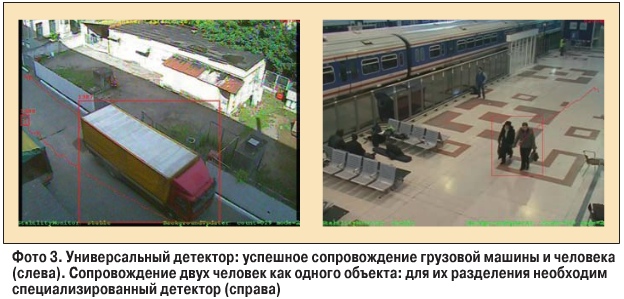 Фото 3. Универсальный детектор: успешное сопровождение грузовой машины и человека
(слева). Сопровождение двух человек как одного объекта: для их разделения необходим
специализированный детектор (справа)